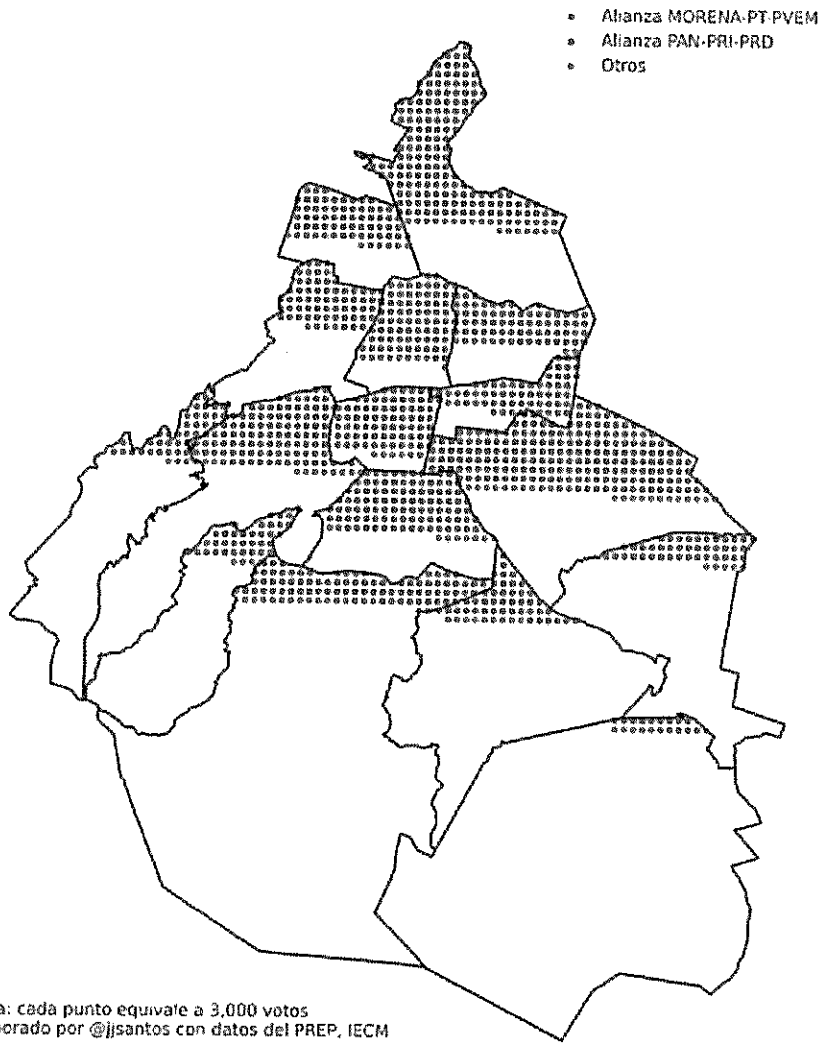 Alianza MORENA-PT-PVEM
Alianza PAN-PRI-PRD
Otros
a: cada punto equivale a 3,000 votos
orado por @jjsantos con datos del PREP, IECM